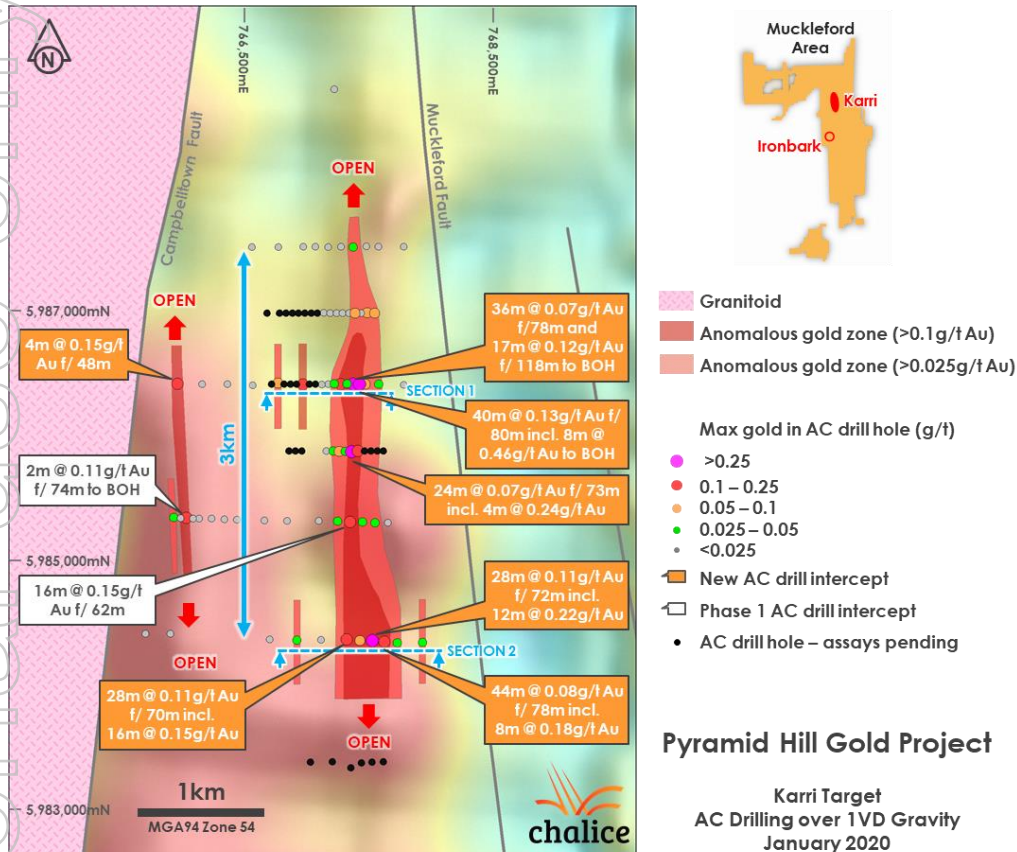 N
766,500mE
768,500mE
Campbelltown Fault
Muckleford Fault
OPEN
OPEN
5,987,000mN
4m @ 0.15g/t
Au f/ 48m
36m @ 0.07g/t Au
f/78m and
17m @ 0.12g/t Au
f/ 118m to BOH
SECTION 1
3km
40m @ 0.13g/t Au f/
80m incl. 8m @
0.46g/t Au to BOH
2m @ 0.11g/t Au
f/ 74m to BOH
24m @ 0.07g/t Au f/ 73m
incl. 4m @ 0.24g/t Au
5,985,000mN
16m @ 0.15g/t
Au f/ 62m
28m @ 0.11g/t Au
f/ 72m incl.
12m @ 0.22g/t Au
SECTION 2
OPEN
28m @ 0.11g/t Au
f/ 70m incl.
16m @ 0.15g/t Au
44m @ 0.08g/t Au
f/ 78m incl.
8m @ 0.18g/t Au
OPEN
1km
MGA94 Zone 54
5,983,000mN
chalice
Muckleford
Area
Karri
Ironbark
Granitoid
Anomalous gold zone (>0.1g/t Au)
Anomalous gold zone (>0.025g/t Au)
Max gold in AC drill hole (g/t)
>0.25
0.1 – 0.25
0.05 – 0.1
0.025 – 0.05
<0.025
New AC drill intercept
Phase 1 AC drill intercept
AC drill hole – assays pending
Pyramid Hill Gold Project
Karri Target
AC Drilling over 1VD Gravity
January 2020